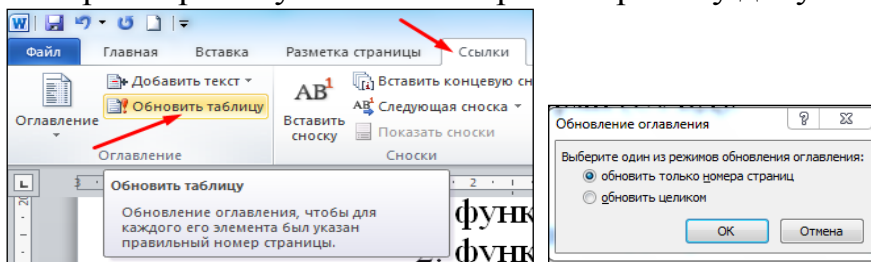 Файл Главная Вставка Разметка страницы Ссылки
Оглавление
Добавить текст
Обновить таблицу
Оглавление
AB1
Вставить сноску
Вставить концевую сн
Следующая сноска
Показать сноски
Сноски
Обновить таблицу
Обновление оглавления, чтобы для
каждого его элемента был указан
правильный номер страницы.
функ
2. функ
Обновление оглавления
Выберите один из режимов обновления оглавления:
обновить только номера страниц
обновить целиком
ОК Отмена